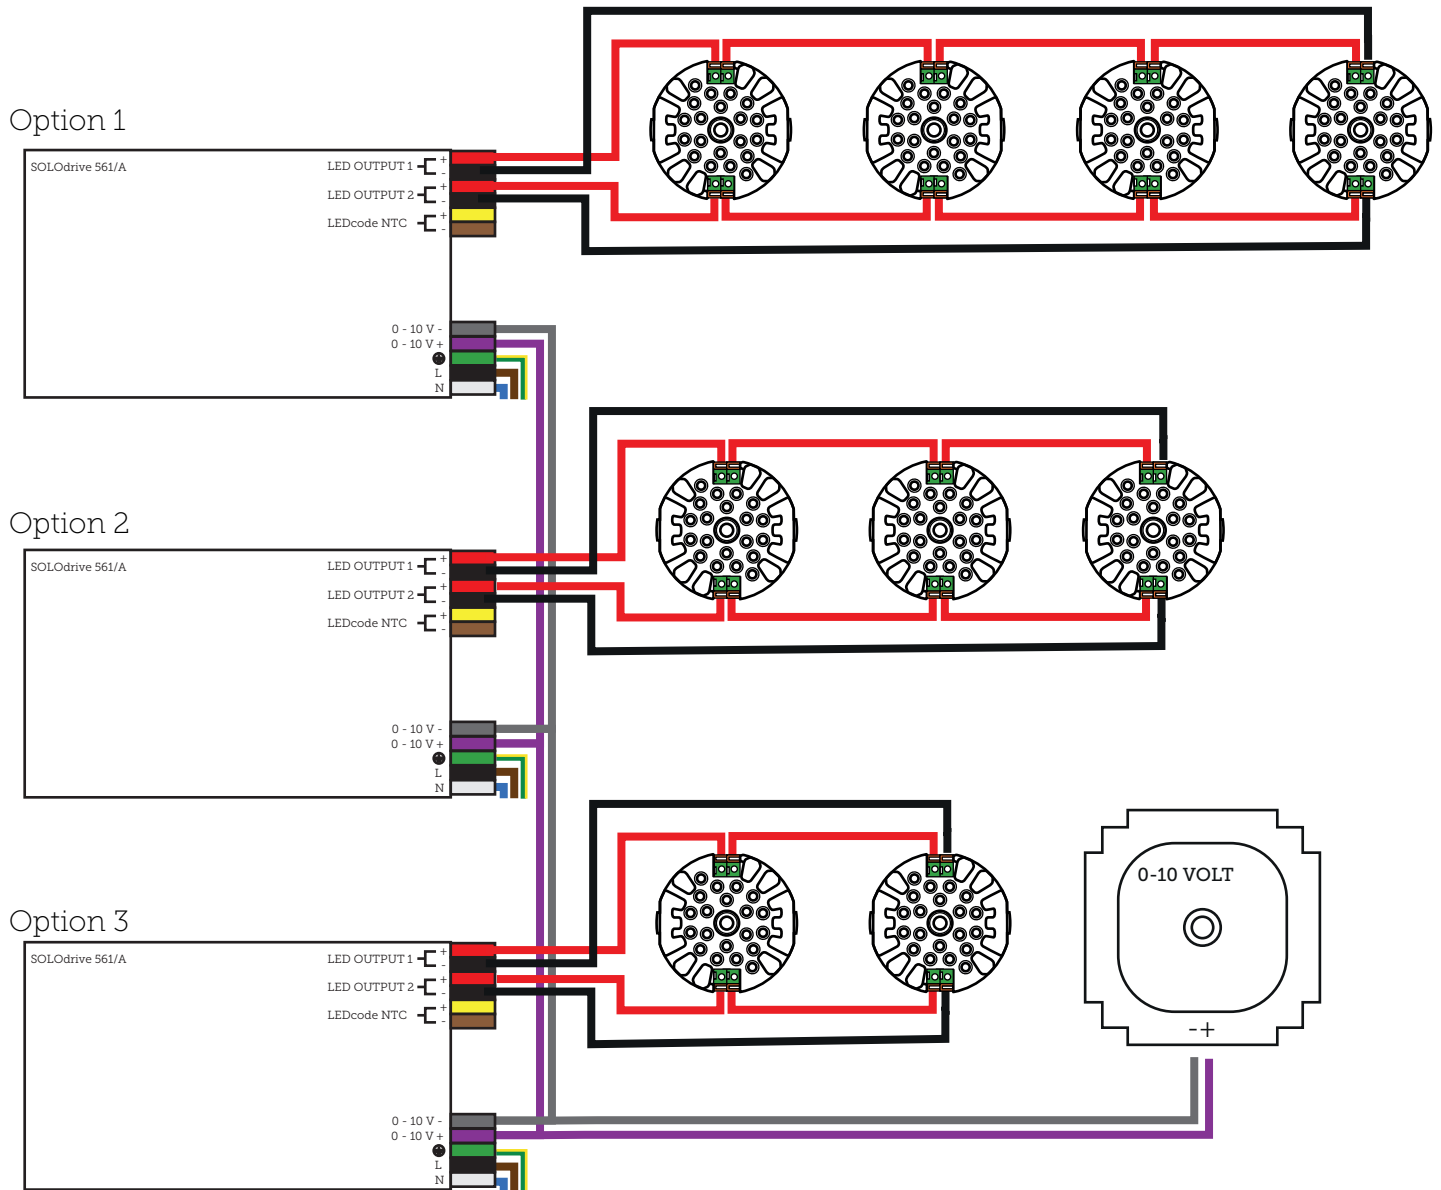 Option 1
SOLOdrive 561/A
LED OUTPUT 1 + -
LED OUTPUT 2 + -
LEDcode NTC + -
0 - 10 V -
0 - 10 V +
L
N
Option 2
SOLOdrive 561/A
LED OUTPUT 1 + -
LED OUTPUT 2 + -
LEDcode NTC + -
0 - 10 V -
0 - 10 V +
L
N
Option 3
SOLOdrive 561/A
LED OUTPUT 1 + -
LED OUTPUT 2 + -
LEDcode NTC + -
0 - 10 V -
0 - 10 V +
L
N
0-10 VOLT
-+